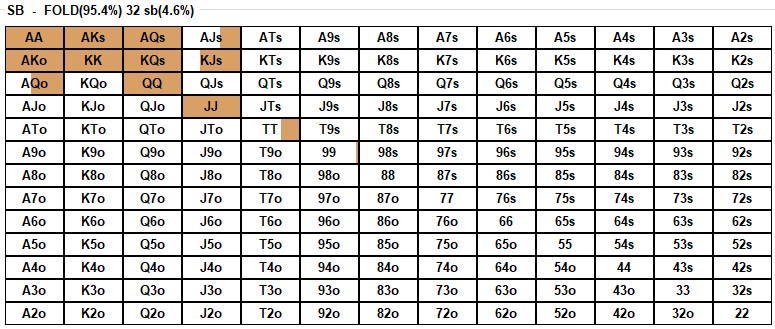 SB - FOLD(95.4%) 32 sb(4.6%)
AA AKs AQs AJs ATs A9s A8s A7s A6s A5s A4s A3s A2s
AKo KK KQs KJs KTs K9s K8s K7s K6s K5s K4s K3s K2s
AQo KQo QQ QJs QTs Q9s Q8s Q7s Q6s Q5s Q4s Q3s Q2s
AJo KJo QJo JJ JTs J9s J8s J7s J6s J5s J4s J3s J2s
ATo KTo QTo JTo TT T9s T8s T7s T6s T5s T4s T3s T2s
A9o K9o Q9o J9o T9o 99 98s 97s 96s 95s 94s 93s 92s
A8o K8o Q8o J8o T8o 98o 88 87s 86s 85s 84s 83s 82s
A7o K7o Q7o J7o T7o 97o 87o 77 76s 75s 74s 73s 72s
A6o K6o Q6o J6o T6o 96o 86o 76o 66 65s 64s 63s 62s
A5o K5o Q5o J5o T5o 95o 85o 75o 65o 55 54s 53s 52s
A4o K4o Q4o J4o T4o 94o 84o 74o 64o 54o 44 43s 42s
A3o K3o Q3o J3o T3o 93o 83o 73o 63o 53o 43o 33 32s
A2o K2o Q2o J2o T2o 92o 82o 72o 62o 52o 42o 32o 22